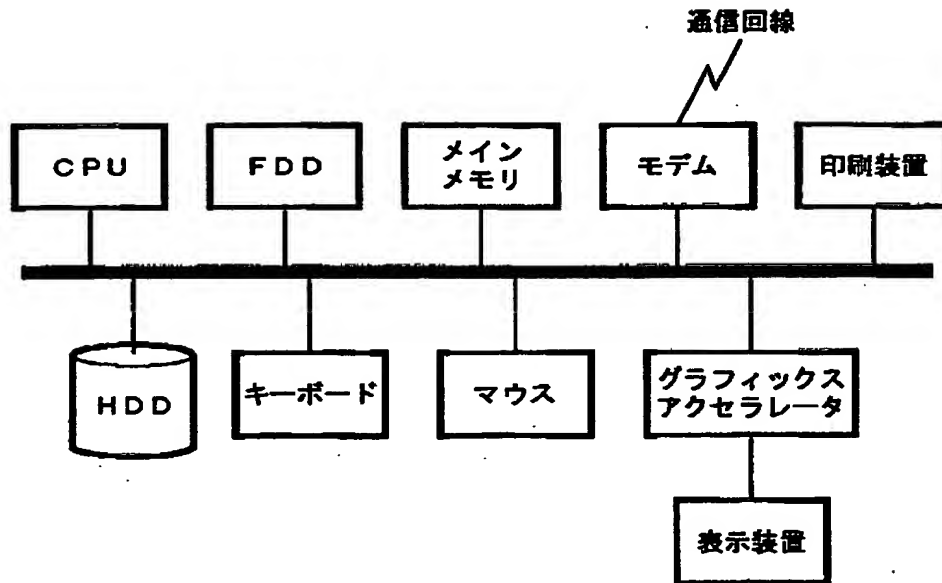 通信回線
CPU
FDD
メイン
メモリ
モデム
印刷装置
HDD
キーボード
マウス
グラフィックス
アクセラレータ
表示装置